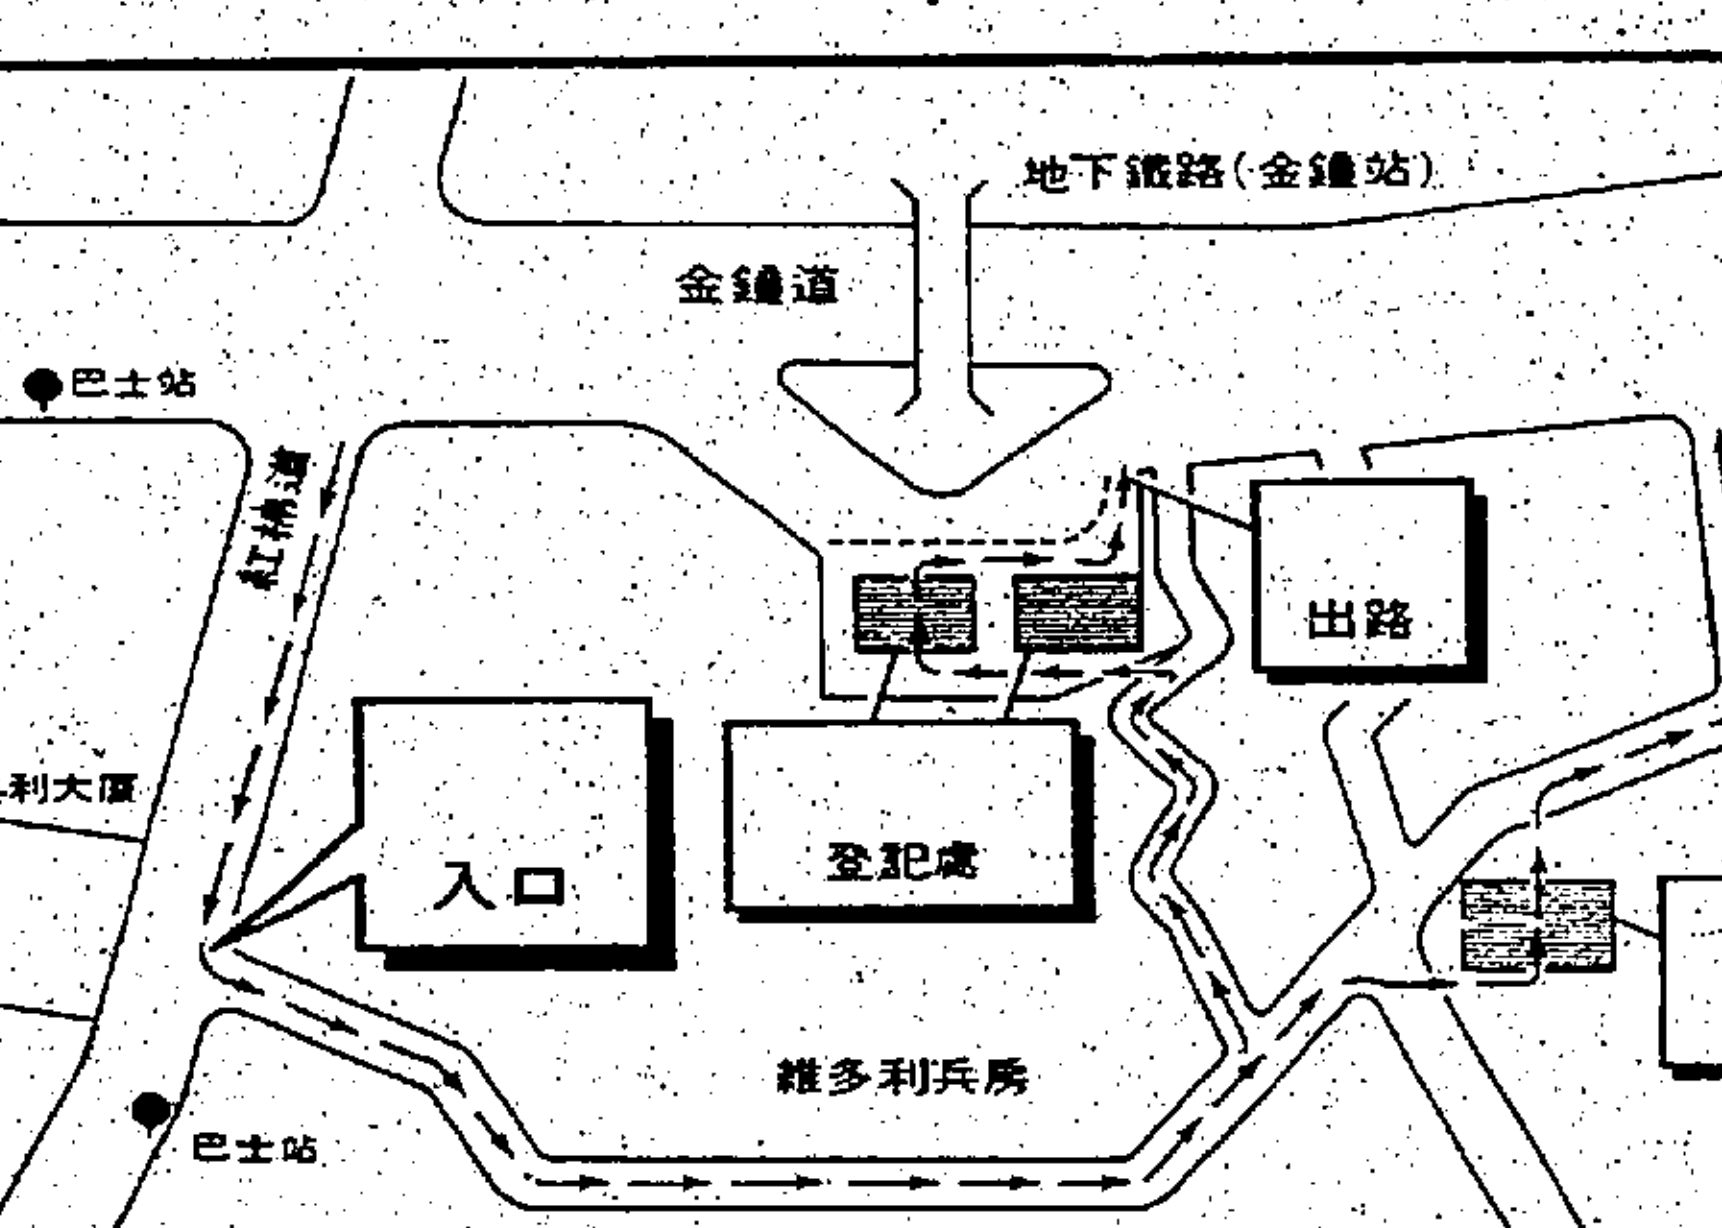 地下鐵路(金鐘站)
金鐘道
巴士站
紅棉道
利大廈
入口
登記處
出路
維多利兵房
巴士站